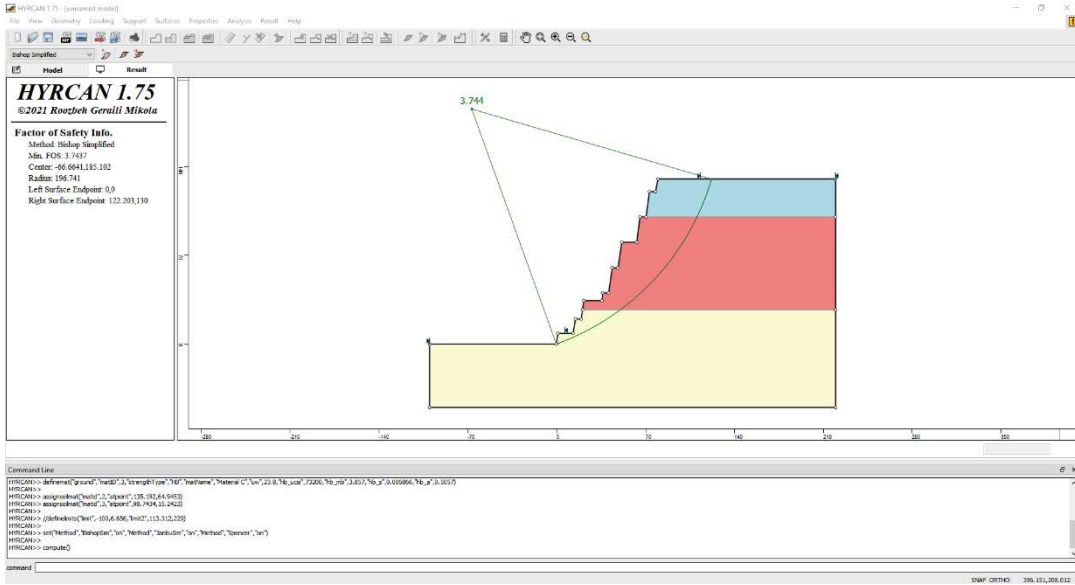 HYRCAN 1.75 - [unnamed model]
File View Geometry Loading Support Surfaces Properties Analysis Result Help
Bishop Simplified
Model Result
HYRCAN 1.75
©2021 Roozbeh Geraili Mikola
Factor of Safety Info.
Method: Bishop Simplified
Min. FOS: 3.7437
Center: -66.6641,185.102
Radius: 196.741
Left Surface Endpoint: 0,0
Right Surface Endpoint: 122.203,130
3.744
-280 -210 -140 -70 0 70 140 210 280 350
Command Line
HYRCAN>> definemat("ground","matID",3,"strengthType","HB","matName","Material C","uw",23.8,"hb_ucsi",73200,"hb_mb",3.857,"hb_s",0.005866,"hb_a",0.5057)
HYRCAN>>
HYRCAN>> assignsoilmat("matid",2,"atpoint",135.192,64.9453)
HYRCAN>> assignsoilmat("matid",3,"atpoint",98.7434,15.2423)
HYRCAN>>
HYRCAN>> //definelimits("limit",-103,6.656,"limit2",113.312,220)
HYRCAN>>
HYRCAN>> set("Method","BishopSim","on","Method","JanbuSim","on","Method","Spencer","on")
HYRCAN>>
HYRCAN>> compute()
command
SNAP ORTHO 396.151,208.012